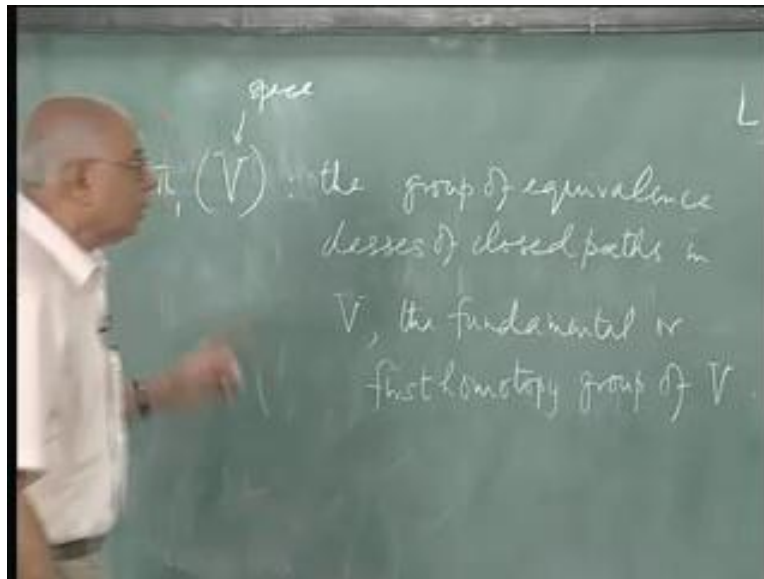 space
L
π₁ (V) : the group of equivalence
classes of closed paths in
V, the fundamental or
first homotopy group of V.